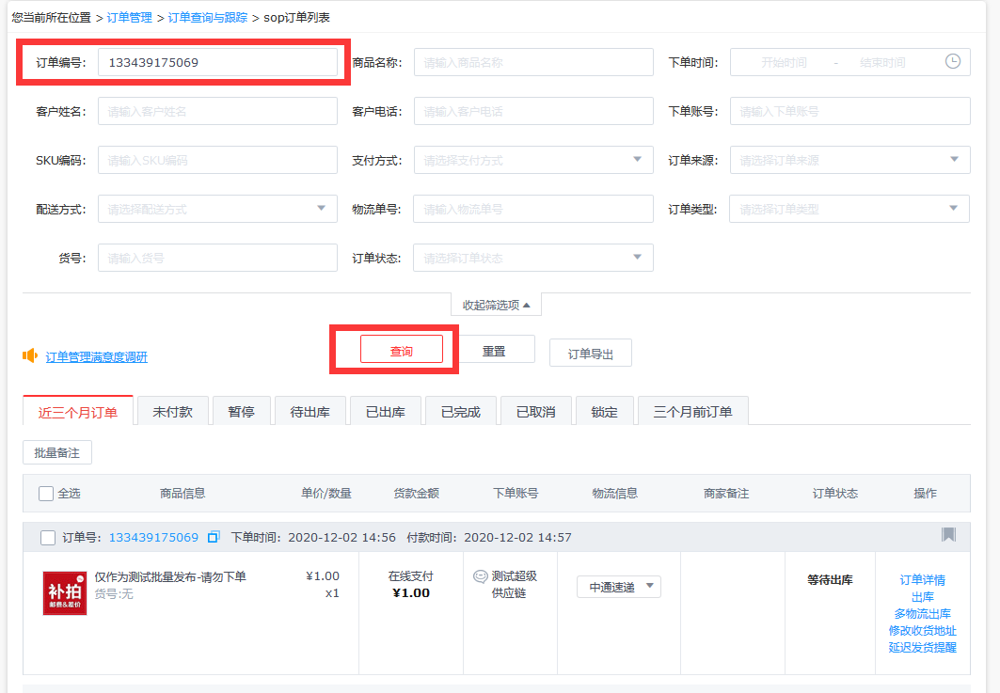 您当前所在位置 > 订单管理 > 订单查询与跟踪 > sop订单列表
订单编号: 133439175069 商品名称: 请输入商品名称 下单时间: 开始时间 - 结束时间
客户姓名: 请输入客户姓名 客户电话: 请输入客户电话 下单账号: 请输入下单账号
SKU编码: 请输入SKU编码 支付方式: 请选择支付方式 订单来源: 请选择订单来源
配送方式: 请选择配送方式 物流单号: 请输入物流单号 订单类型: 请选择订单类型
货号: 请输入货号 订单状态: 请选择订单状态
收起筛选项
订单管理满意度调研 查询 重置 订单导出
近三个月订单 未付款 暂停 待出库 已出库 已完成 已取消 锁定 三个月前订单
批量备注
全选 商品信息 单价/数量 货款金额 下单账号 物流信息 商家备注 订单状态 操作
订单号: 133439175069 下单时间: 2020-12-02 14:56 付款时间: 2020-12-02 14:57
补拍
邮费&差价
仅作为测试批量发布-请勿下单
货号:无
¥1.00
x1
在线支付
¥1.00
测试超级
供应链
中通速递
等待出库
订单详情
出库
多物流出库
修改收货地址
延迟发货提醒